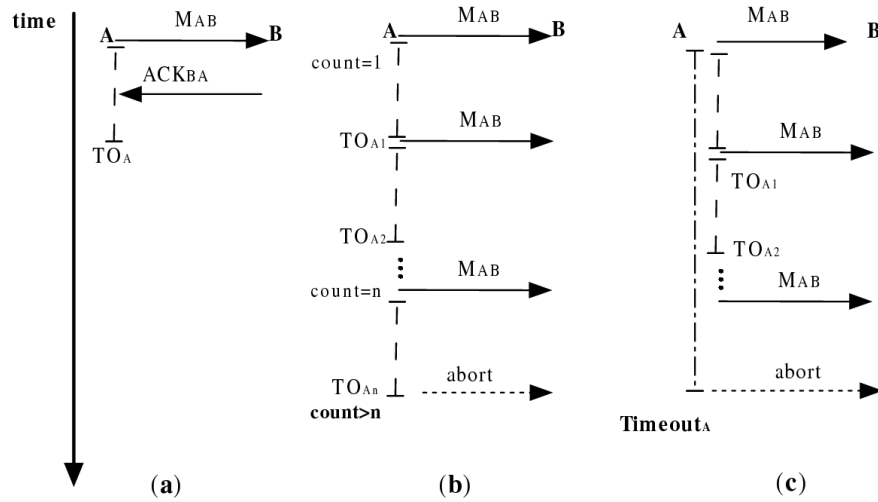 time
A
MAB
B
ACKBA
TOA
(a)
A
MAB
B
count=1
TOA1
MAB
TOA2
count=n
MAB
TOAn
abort
count>n
(b)
A
MAB
B
MAB
TOA1
TOA2
MAB
abort
TimeoutA
(c)